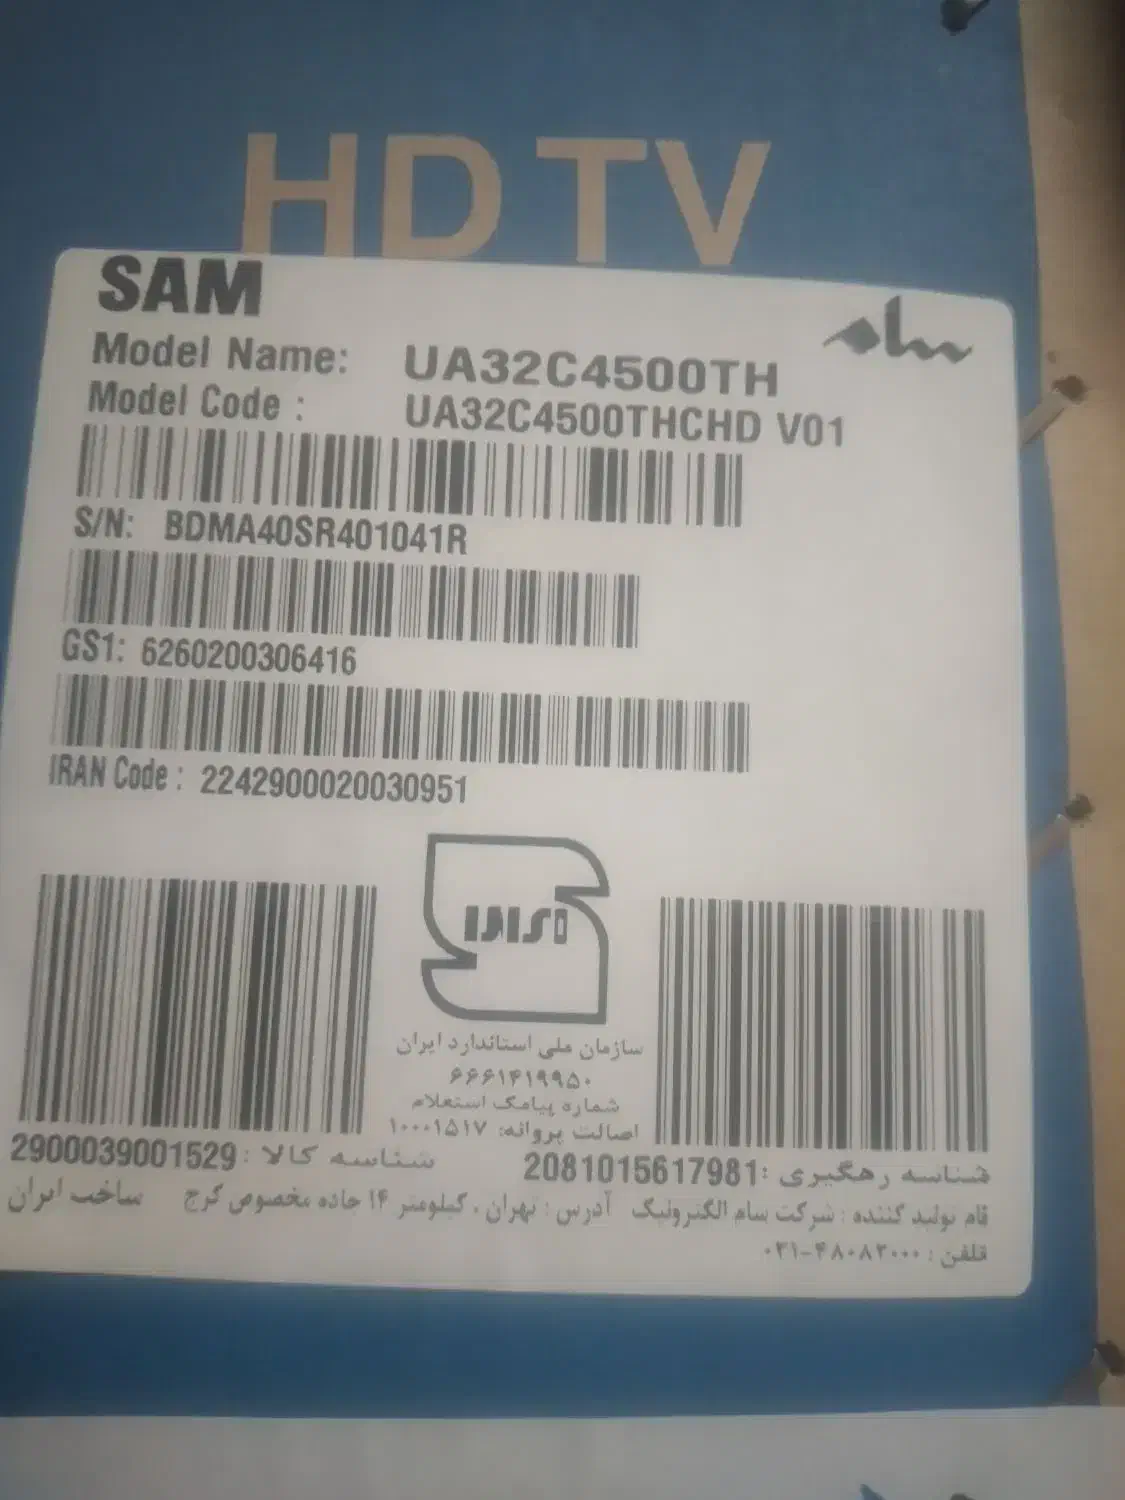 HD TV
SAM
سام
Model Name: UA32C4500TH
Model Code : UA32C4500THCHD V01
S/N: BDMA40SR401041R
GS1: 6260200306416
IRAN Code : 2242900020030951
سازمان ملی استاندارد ایران
۶۶۶۱۴۱۹۹۵۰
شماره پیامک استعلام
اصالت پروانه: ۱۰۰۰۱۵۱۷
شناسه کالا : 2900039001529
شناسه رهگیری : 2081015617981
نام تولید کننده : شرکت سام الکترونیک آدرس : تهران ، کیلومتر ۱۴ جاده مخصوص کرج ساخت ایران
تلفن : ۰۲۱-۴۸۰۸۲۰۰۰